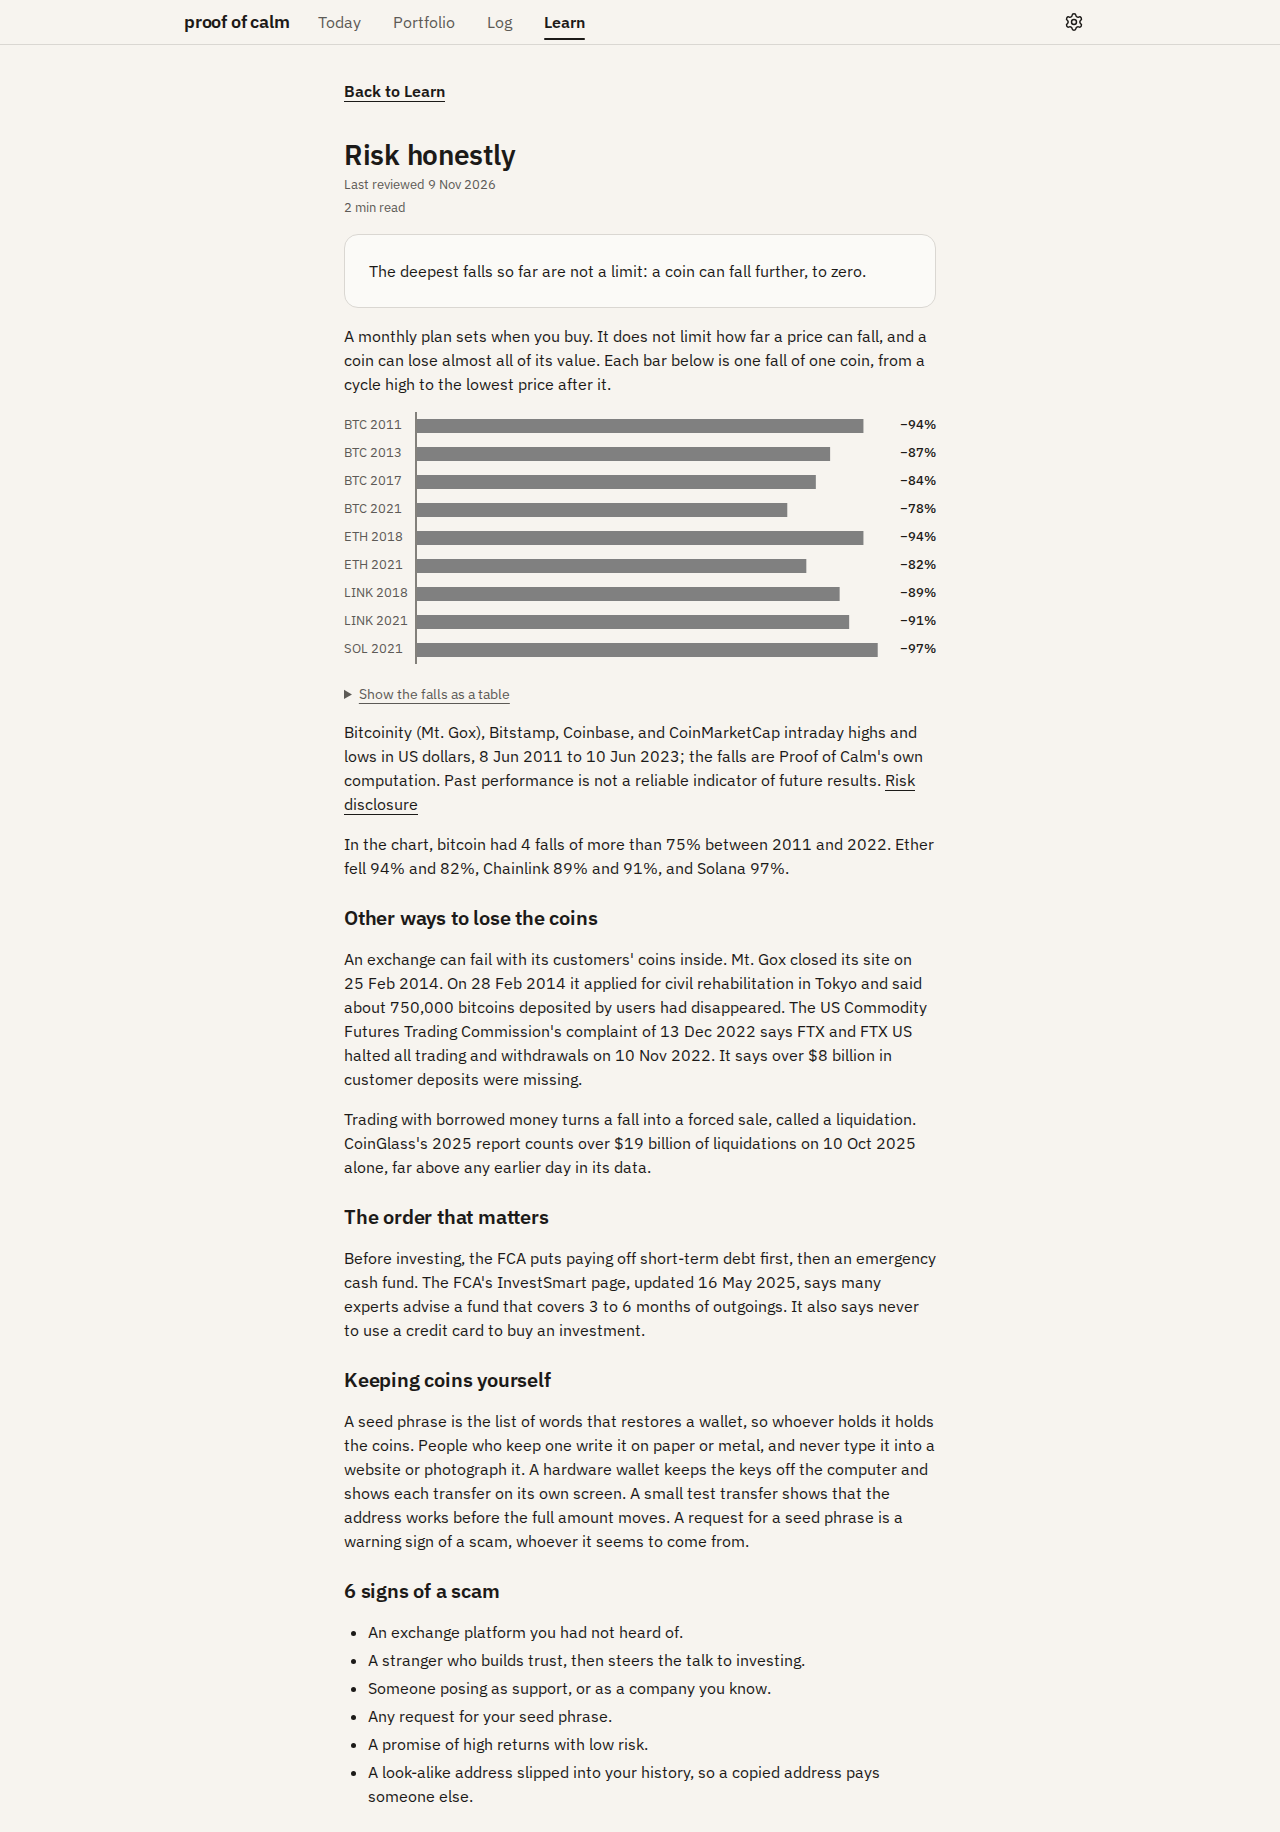 proof of calm Today Portfolio Log Learn
Back to Learn
Risk honestly
Last reviewed 9 Nov 2026
2 min read
The deepest falls so far are not a limit: a coin can fall further, to zero.
A monthly plan sets when you buy. It does not limit how far a price can fall, and a
coin can lose almost all of its value. Each bar below is one fall of one coin, from a
cycle high to the lowest price after it.
BTC 2011 −94%
BTC 2013 −87%
BTC 2017 −84%
BTC 2021 −78%
ETH 2018 −94%
ETH 2021 −82%
LINK 2018 −89%
LINK 2021 −91%
SOL 2021 −97%
Show the falls as a table
Bitcoinity (Mt. Gox), Bitstamp, Coinbase, and CoinMarketCap intraday highs and
lows in US dollars, 8 Jun 2011 to 10 Jun 2023; the falls are Proof of Calm's own
computation. Past performance is not a reliable indicator of future results. Risk
disclosure
In the chart, bitcoin had 4 falls of more than 75% between 2011 and 2022. Ether
fell 94% and 82%, Chainlink 89% and 91%, and Solana 97%.
Other ways to lose the coins
An exchange can fail with its customers' coins inside. Mt. Gox closed its site on
25 Feb 2014. On 28 Feb 2014 it applied for civil rehabilitation in Tokyo and said
about 750,000 bitcoins deposited by users had disappeared. The US Commodity
Futures Trading Commission's complaint of 13 Dec 2022 says FTX and FTX US
halted all trading and withdrawals on 10 Nov 2022. It says over $8 billion in
customer deposits were missing.
Trading with borrowed money turns a fall into a forced sale, called a liquidation.
CoinGlass's 2025 report counts over $19 billion of liquidations on 10 Oct 2025
alone, far above any earlier day in its data.
The order that matters
Before investing, the FCA puts paying off short-term debt first, then an emergency
cash fund. The FCA's InvestSmart page, updated 16 May 2025, says many
experts advise a fund that covers 3 to 6 months of outgoings. It also says never
to use a credit card to buy an investment.
Keeping coins yourself
A seed phrase is the list of words that restores a wallet, so whoever holds it holds
the coins. People who keep one write it on paper or metal, and never type it into a
website or photograph it. A hardware wallet keeps the keys off the computer and
shows each transfer on its own screen. A small test transfer shows that the
address works before the full amount moves. A request for a seed phrase is a
warning sign of a scam, whoever it seems to come from.
6 signs of a scam
• An exchange platform you had not heard of.
• A stranger who builds trust, then steers the talk to investing.
• Someone posing as support, or as a company you know.
• Any request for your seed phrase.
• A promise of high returns with low risk.
• A look-alike address slipped into your history, so a copied address pays
someone else.